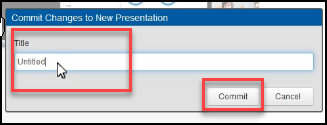 Commit Changes to New Presentation
Title
Untitled
Commit Cancel